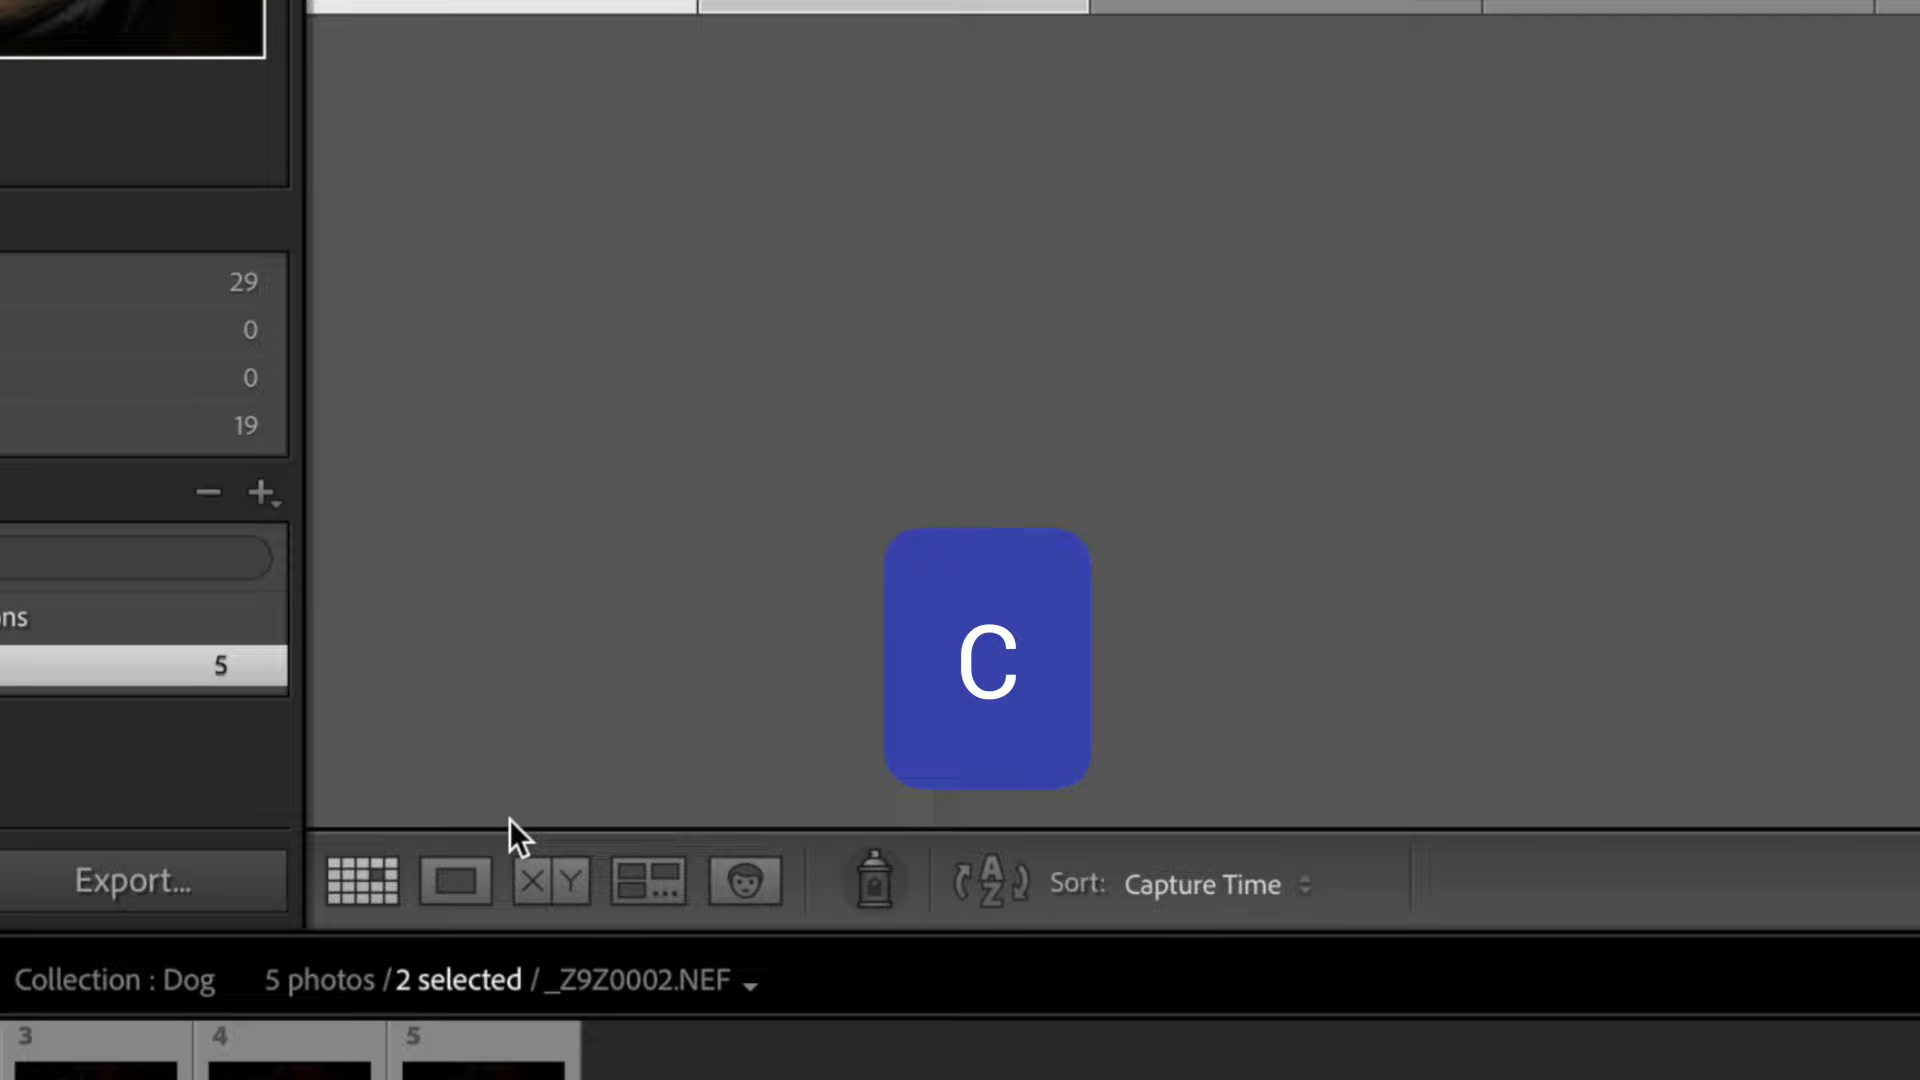 29
0
0
19
ns
5
C
Export...
X Y
A
Z
Sort: Capture Time
Collection : Dog 5 photos / 2 selected / _Z9Z0002.NEF
3 4 5